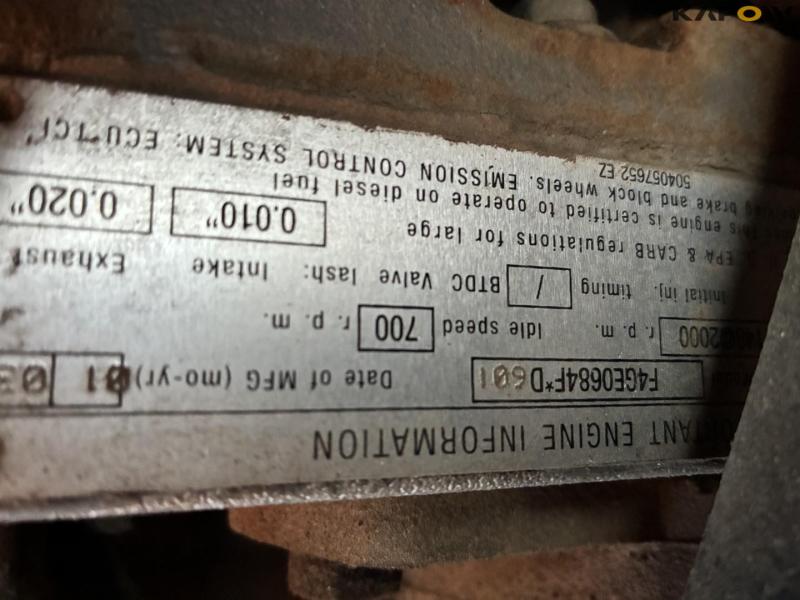 KAPOW
IMPORTANT ENGINE INFORMATION
F4GE0684F*D601 Date of MFG (mo-yr) 01 03
2000 r. p. m. Idle speed 700 r. p. m.
Initial inj. timing / BTDC Valve lash: Intake Exhaust
EPA & CARB regulations for large 0.010" 0.020"
This engine is certified to operate on diesel fuel
brake and block wheels. EMISSION CONTROL SYSTEM: ECU"TCI"
504057652 EZ